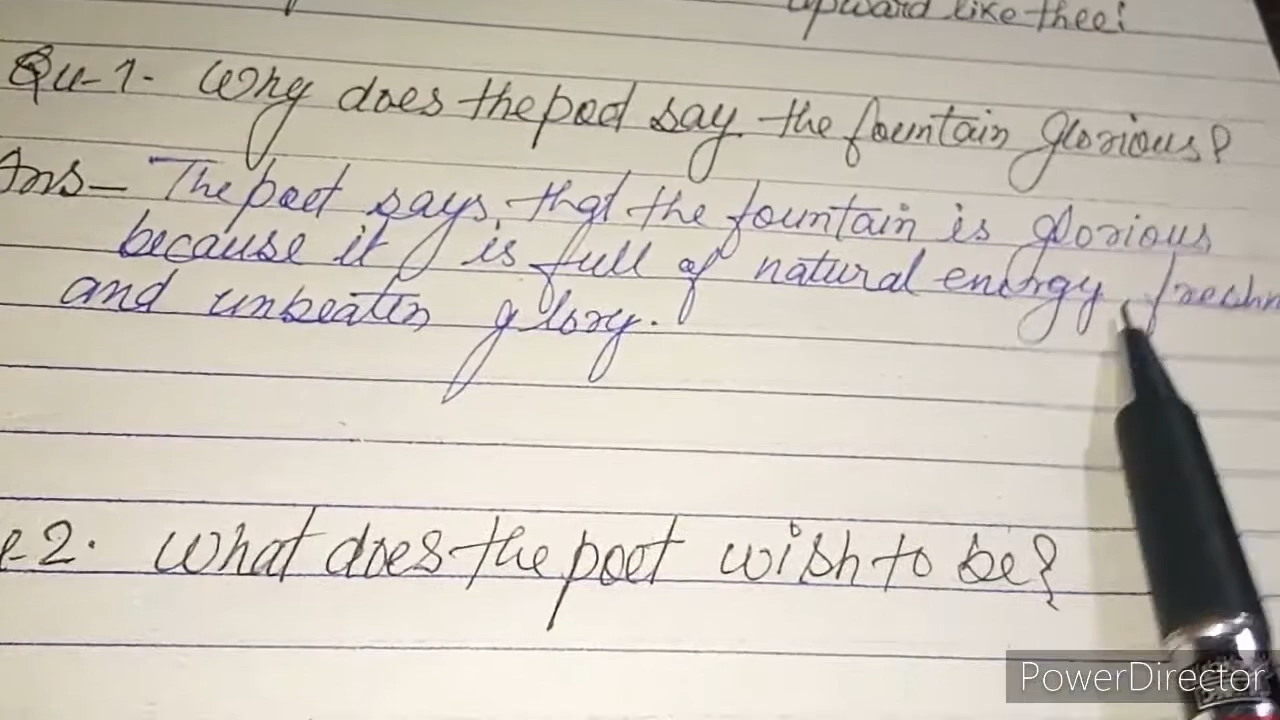 upward like thee!
Qu-1. Why does the poet say the fountain glorious?
Ans- The poet says that the fountain is glorious
because it is full of natural energy,
and unbeaten glory.
2. What does the poet wish to be?
PowerDirector